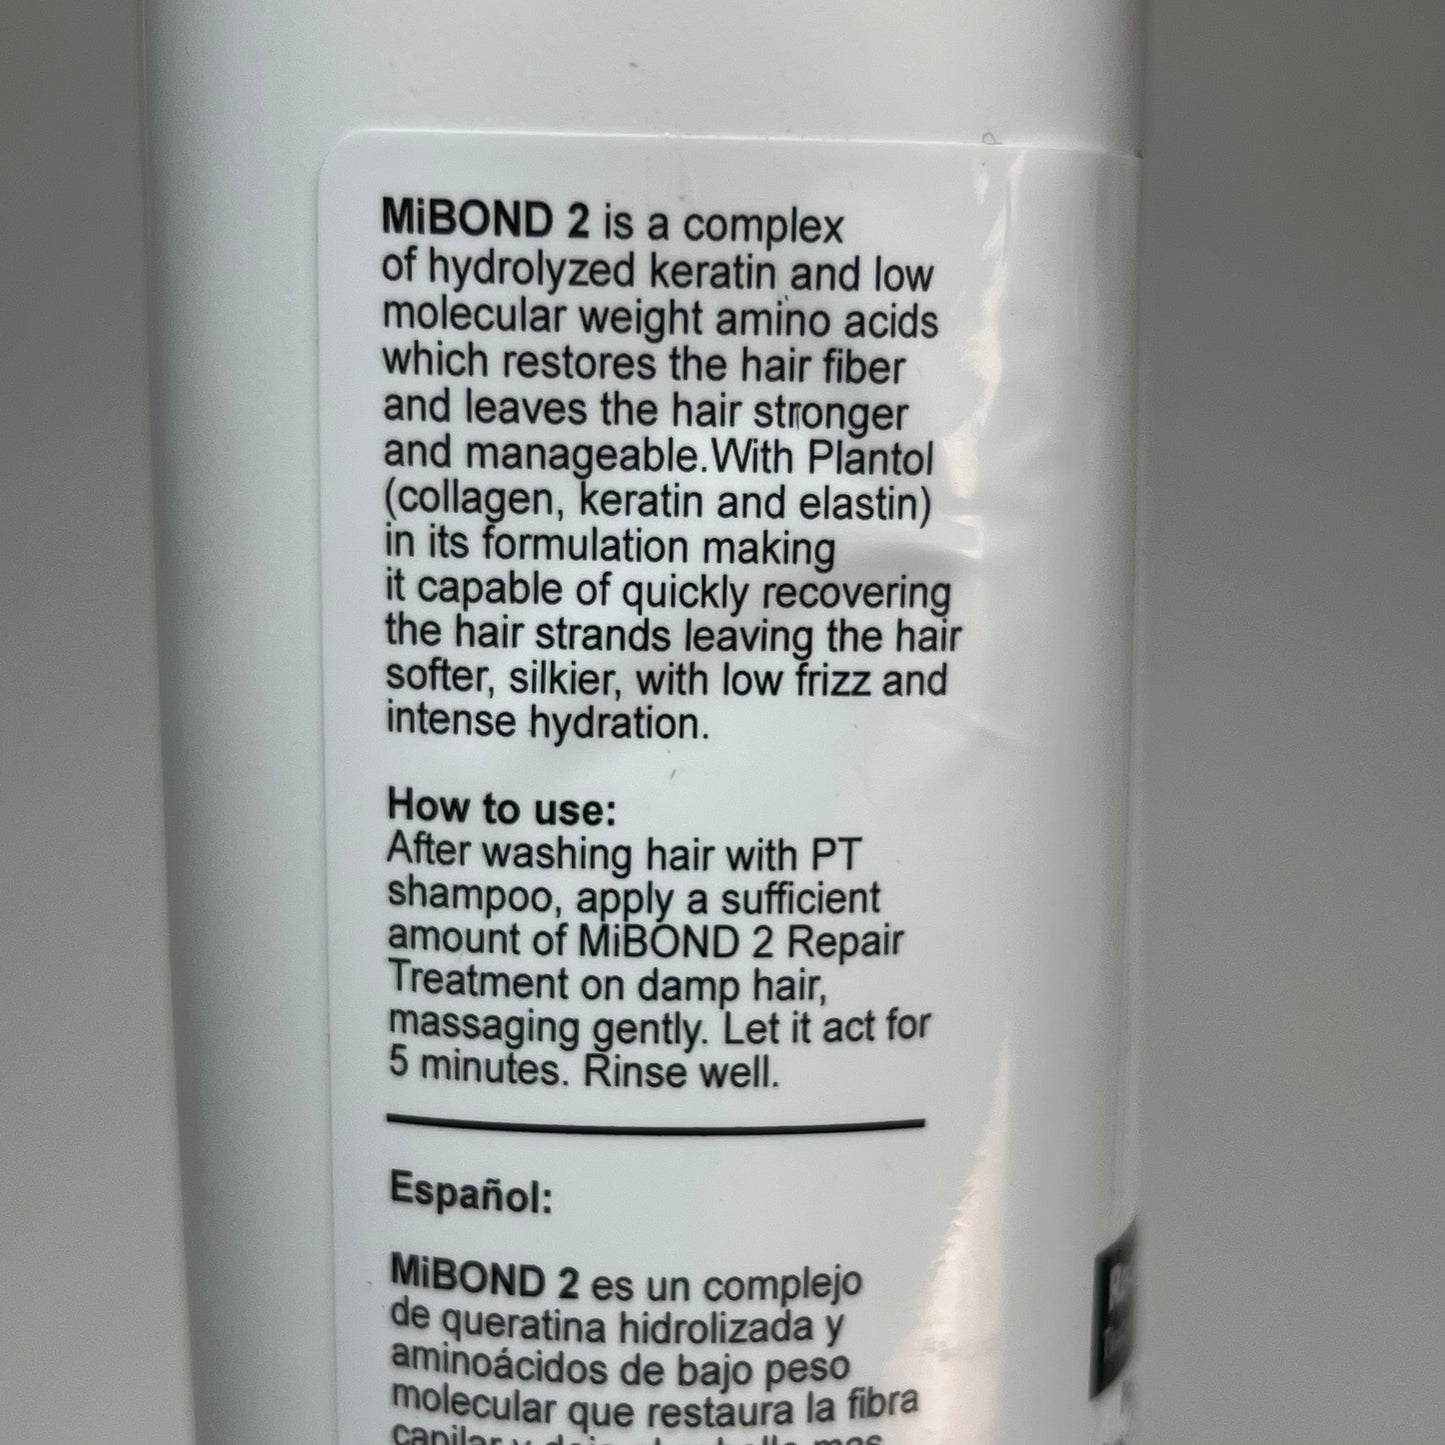 MiBOND 2 is a complex
of hydrolyzed keratin and low
molecular weight amino acids
which restores the hair fiber
and leaves the hair stronger
and manageable.With Plantol
(collagen, keratin and elastin)
in its formulation making
it capable of quickly recovering
the hair strands leaving the hair
softer, silkier, with low frizz and
intense hydration.
How to use:
After washing hair with PT
shampoo, apply a sufficient
amount of MiBOND 2 Repair
Treatment on damp hair,
massaging gently. Let it act for
5 minutes. Rinse well.
Español:
MiBOND 2 es un complejo
de queratina hidrolizada y
aminoácidos de bajo peso
molecular que restaura la fibra
capilar y